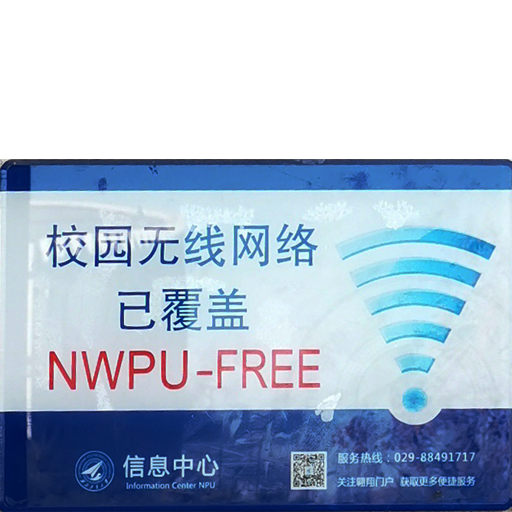 校园无线网络
已覆盖
NWPU-FREE
信息中心
Information Center NPU
服务热线：029-88491717
关注翱翔门户 获取更多便捷服务